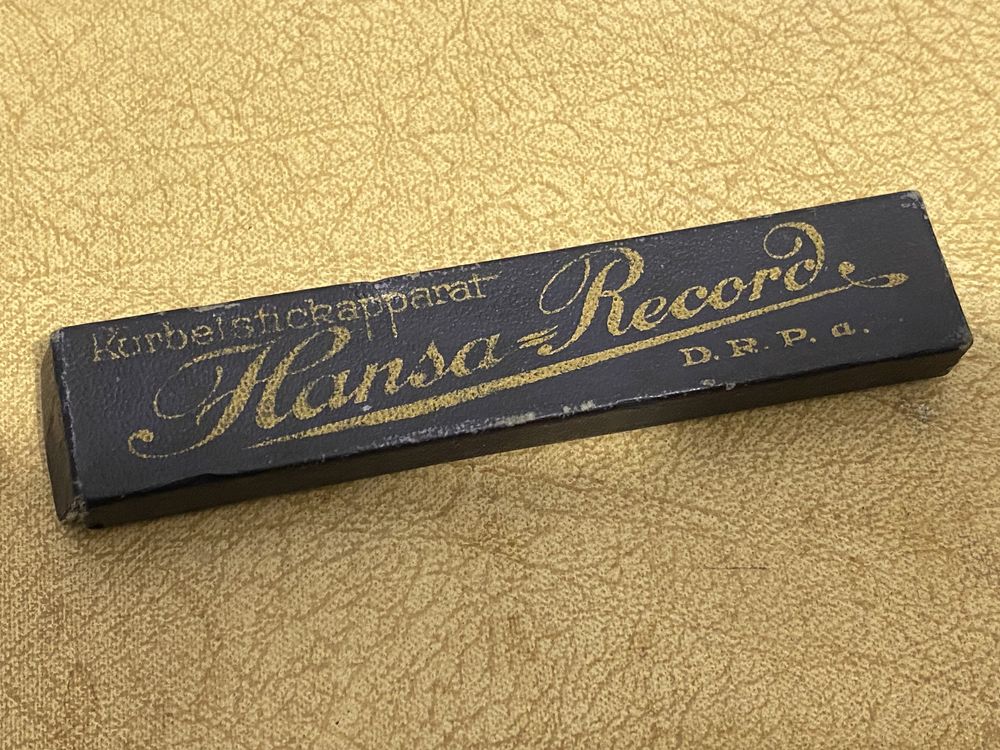 Kurbelstickapparat
Hansa=Record
D. R. P. a.